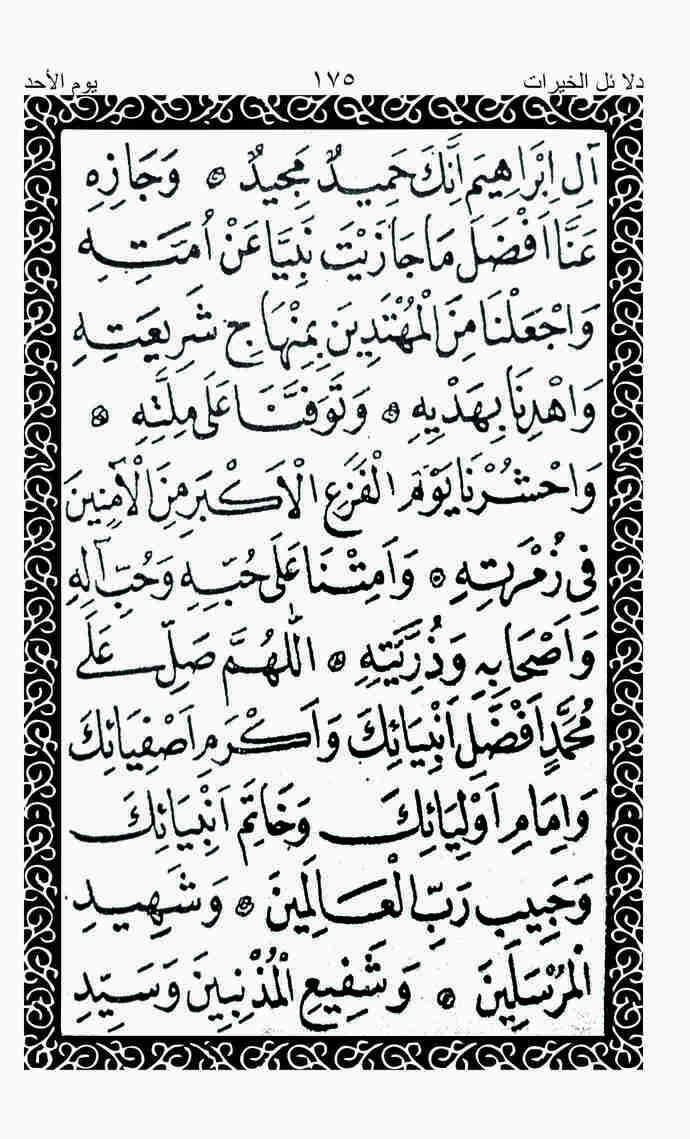 دلائل الخيرات ١٧٥ يوم الأحد
آلِ اِبْرَاهِيمَ اِنَّكَ حَمِيدٌ مَجِيدٌ ۞ وَجَازِهِ
عَنَّا اَفْضَلَ مَا جَازَيْتَ نَبِيًّا عَنْ اُمَّتِهِ
وَاجْعَلْنَا مِنَ الْمُهْتَدِينَ بِمِنْهَاجِ شَرِيعَتِهِ
وَاهْدِنَا بِهَدْيِهِ ۞ وَتَوَفَّنَا عَلَى مِلَّتِهِ ۞
وَاحْشُرْنَا يَوْمَ الْفَزَعِ الْاَكْبَرِ مِنَ الْآمِنِينَ
فِي زُمْرَتِهِ ۞ وَاَمِتْنَا عَلَى حُبِّهِ وَحُبِّ آلِهِ
وَاَصْحَابِهِ وَذُرِّيَّتِهِ ۞ اَللّٰهُمَّ صَلِّ عَلَى
مُحَمَّدٍ اَفْضَلِ اَنْبِيَائِكَ وَاَكْرَمِ اَصْفِيَائِكَ
وَاِمَامِ اَوْلِيَائِكَ وَخَاتَمِ اَنْبِيَائِكَ
وَحَبِيبِ رَبِّ الْعَالَمِينَ ۞ وَشَهِيدِ
الْمُرْسَلِينَ ۞ وَشَفِيعِ الْمُذْنِبِينَ وَسَيِّدِ